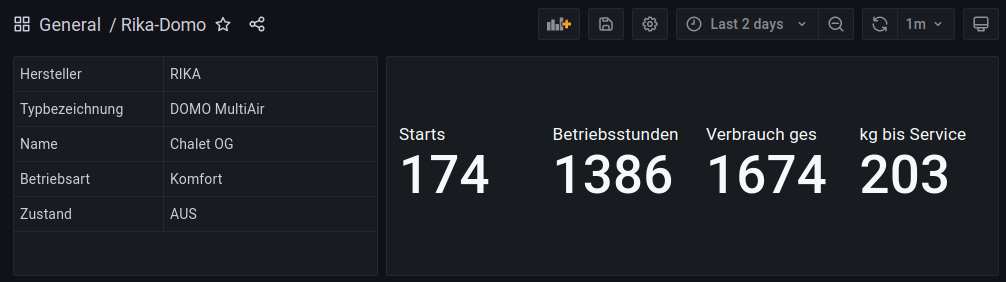 General / Rika-Domo
Last 2 days
1m
Hersteller RIKA
Typbezeichnung DOMO MultiAir
Name Chalet OG
Betriebsart Komfort
Zustand AUS
Starts Betriebsstunden Verbrauch ges kg bis Service
174 1386 1674 203